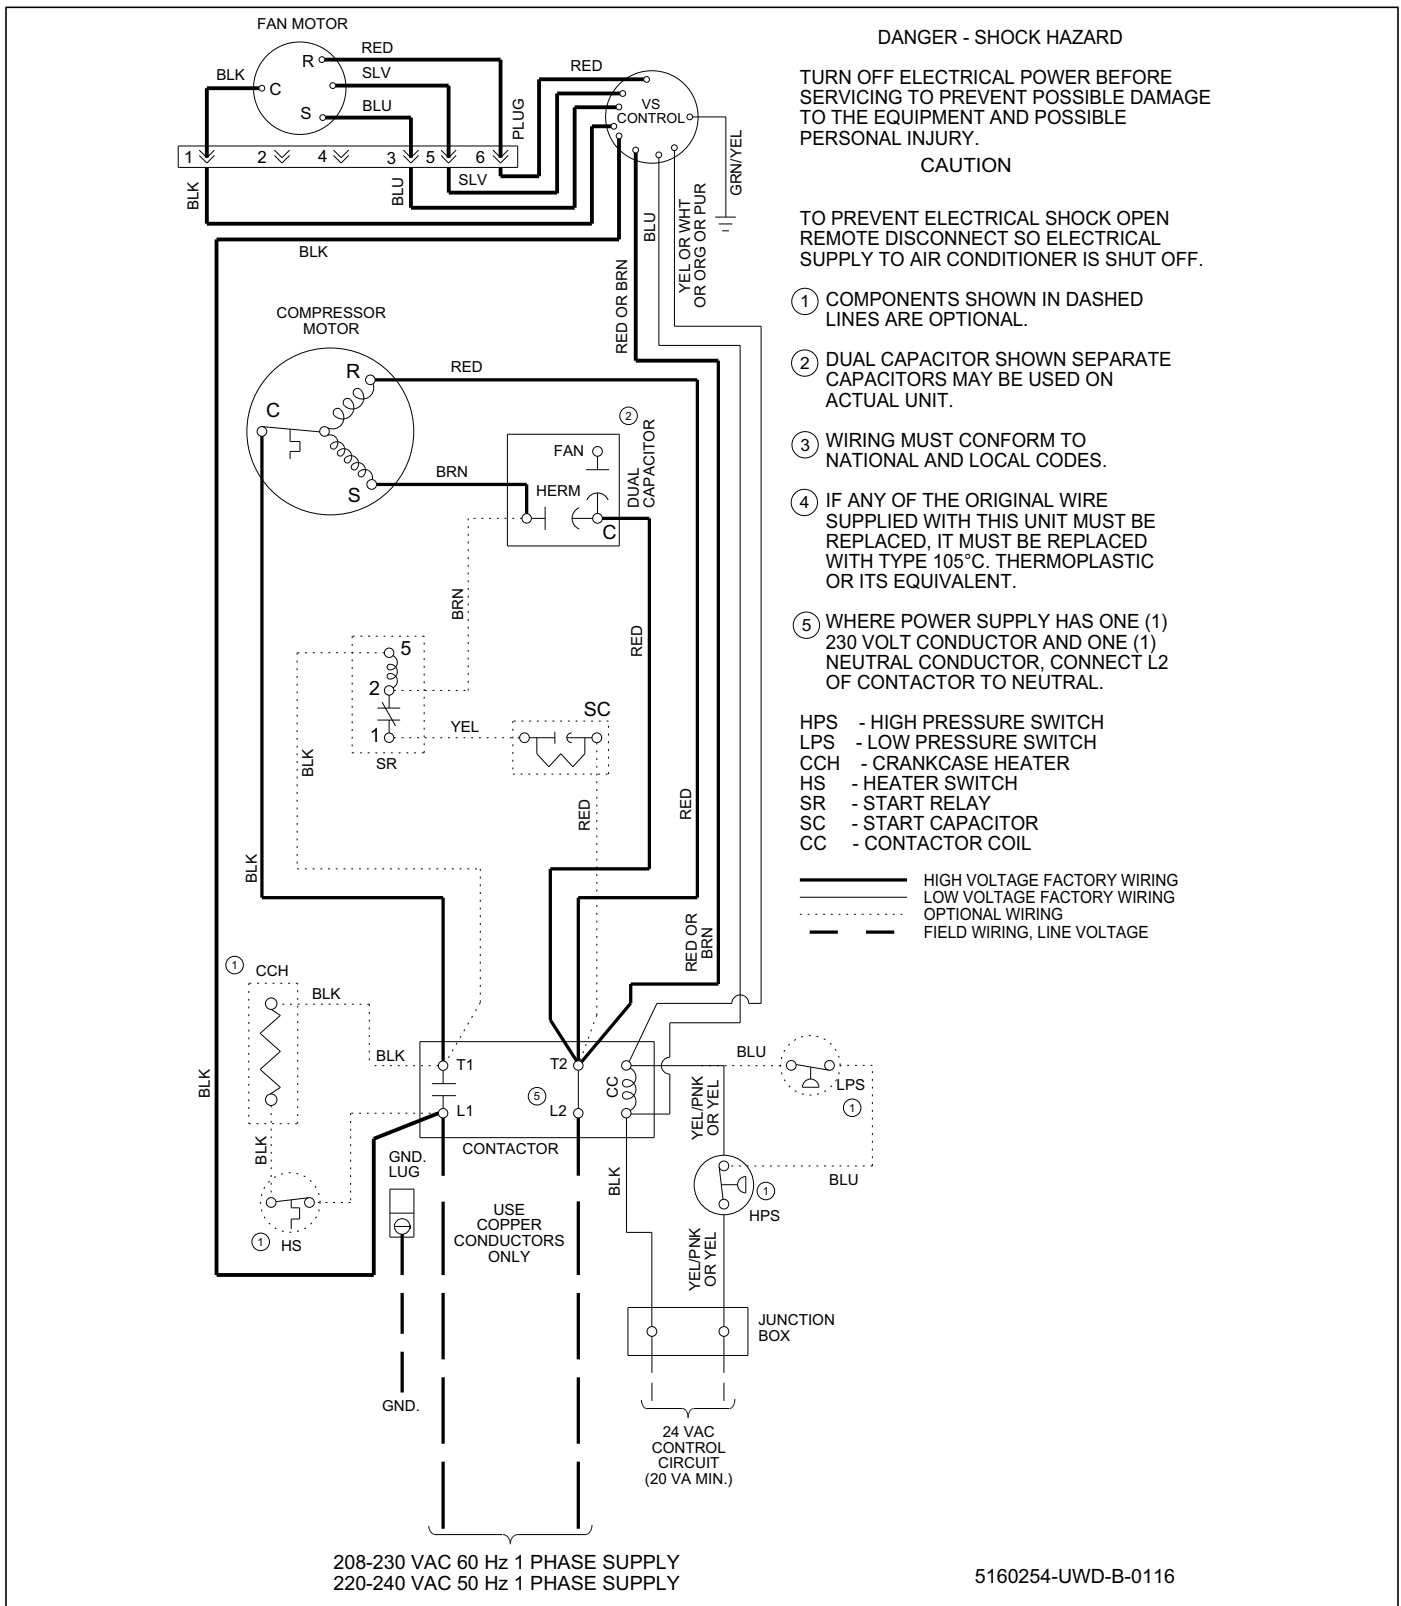 FAN MOTOR
RED
SLV
BLU
BLK
R
C
S
PLUG
RED
VS
CONTROL
GRN/YEL
1
2
4
3
5
6
BLK
BLU
SLV
BLK
RED OR BRN
BLU
YEL OR WHT
OR ORG OR PUR
COMPRESSOR
MOTOR
R
C
S
RED
BRN
2
DUAL
CAPACITOR
FAN
HERM
C
BRN
RED
5
2
1
SR
YEL
SC
BLK
RED
RED
BLK
RED OR
BRN
1
CCH
BLK
BLK
BLK
BLK
1
HS
T1
T2
L1
5
L2
CC
CONTACTOR
GND.
LUG
GND.
USE
COPPER
CONDUCTORS
ONLY
BLK
YEL/PNK
OR YEL
BLU
LPS
1
BLU
1
HPS
YEL/PNK
OR YEL
JUNCTION
BOX
24 VAC
CONTROL
CIRCUIT
(20 VA MIN.)
208-230 VAC 60 Hz 1 PHASE SUPPLY
220-240 VAC 50 Hz 1 PHASE SUPPLY
DANGER - SHOCK HAZARD
TURN OFF ELECTRICAL POWER BEFORE
SERVICING TO PREVENT POSSIBLE DAMAGE
TO THE EQUIPMENT AND POSSIBLE
PERSONAL INJURY.
CAUTION
TO PREVENT ELECTRICAL SHOCK OPEN
REMOTE DISCONNECT SO ELECTRICAL
SUPPLY TO AIR CONDITIONER IS SHUT OFF.
1 COMPONENTS SHOWN IN DASHED
LINES ARE OPTIONAL.
2 DUAL CAPACITOR SHOWN SEPARATE
CAPACITORS MAY BE USED ON
ACTUAL UNIT.
3 WIRING MUST CONFORM TO
NATIONAL AND LOCAL CODES.
4 IF ANY OF THE ORIGINAL WIRE
SUPPLIED WITH THIS UNIT MUST BE
REPLACED, IT MUST BE REPLACED
WITH TYPE 105°C. THERMOPLASTIC
OR ITS EQUIVALENT.
5 WHERE POWER SUPPLY HAS ONE (1)
230 VOLT CONDUCTOR AND ONE (1)
NEUTRAL CONDUCTOR, CONNECT L2
OF CONTACTOR TO NEUTRAL.
HPS - HIGH PRESSURE SWITCH
LPS - LOW PRESSURE SWITCH
CCH - CRANKCASE HEATER
HS - HEATER SWITCH
SR - START RELAY
SC - START CAPACITOR
CC - CONTACTOR COIL
HIGH VOLTAGE FACTORY WIRING
LOW VOLTAGE FACTORY WIRING
OPTIONAL WIRING
FIELD WIRING, LINE VOLTAGE
5160254-UWD-B-0116